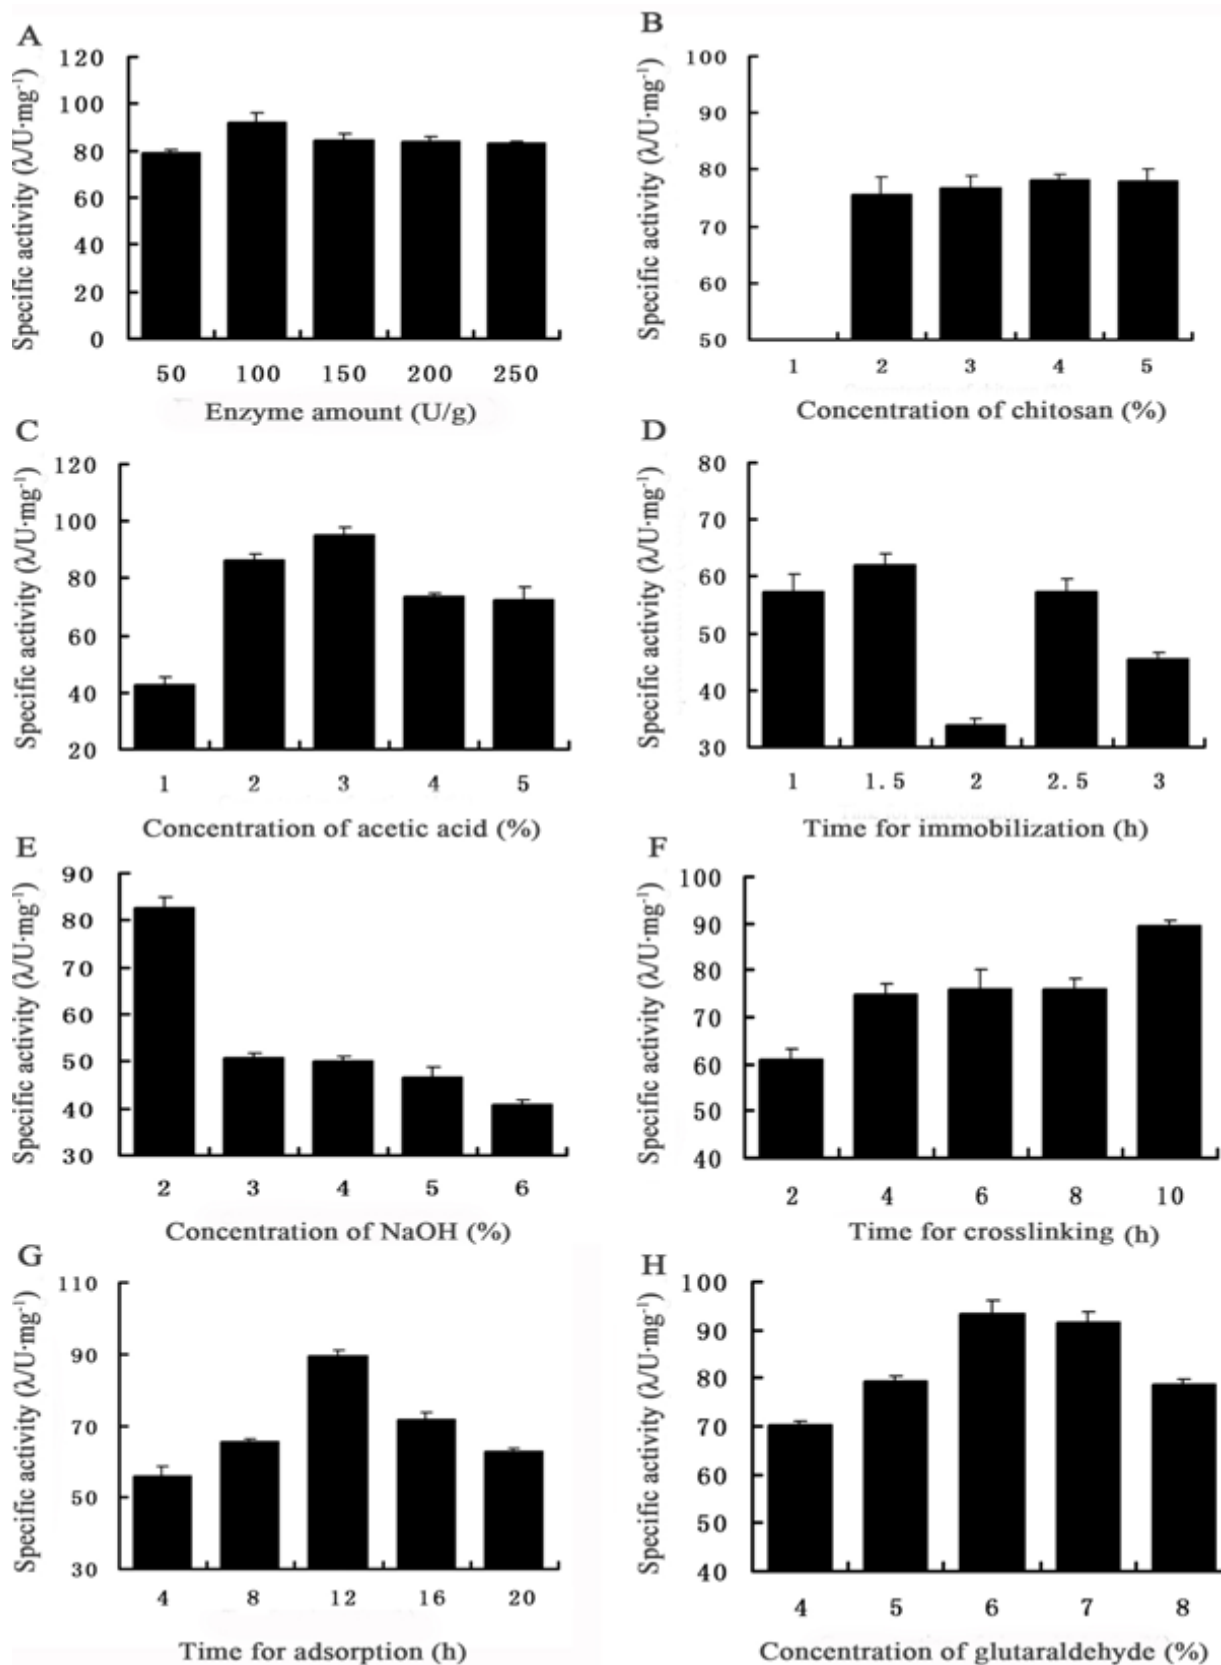 A
Specific activity (λ/U·mg⁻¹)
120
100
80
60
40
20
0
50 100 150 200 250
Enzyme amount (U/g)
B
Specific activity (λ/U·mg⁻¹)
100
90
80
70
60
50
1 2 3 4 5
Concentration of chitosan (%)
C
Specific activity (λ/U·mg⁻¹)
120
100
80
60
40
20
1 2 3 4 5
Concentration of acetic acid (%)
D
Specific activity (λ/U·mg⁻¹)
80
70
60
50
40
30
1 1.5 2 2.5 3
Time for immobilization (h)
E
Specific activity (λ/U·mg⁻¹)
90
80
70
60
50
40
30
2 3 4 5 6
Concentration of NaOH (%)
F
Specific activity (λ/U·mg⁻¹)
100
90
80
70
60
50
40
2 4 6 8 10
Time for crosslinking (h)
G
Specific activity (λ/U·mg⁻¹)
110
90
70
50
30
4 8 12 16 20
Time for adsorption (h)
H
Specific activity (λ/U·mg⁻¹)
100
90
80
70
60
50
40
4 5 6 7 8
Concentration of glutaraldehyde (%)